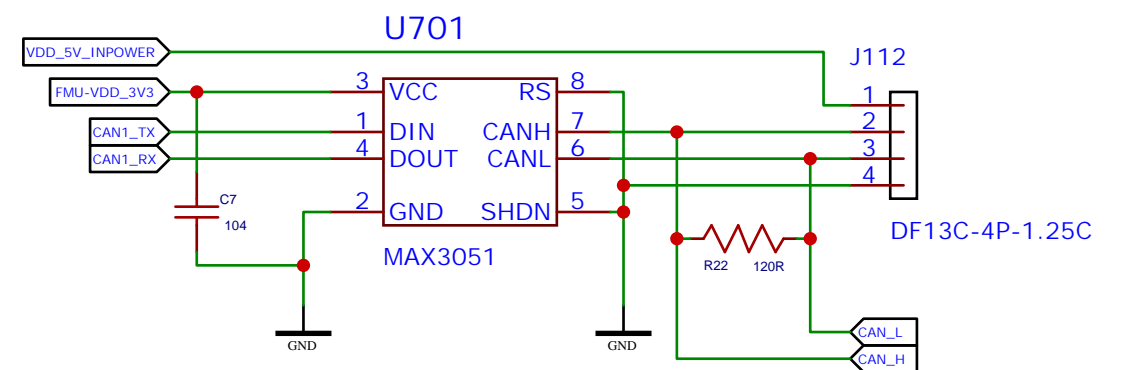 U701
VDD_5V_INPOWER
J112
FMU-VDD_3V3
3 VCC RS 8
1
CAN1_TX
1 DIN CANH 7
2
CAN1_RX
4 DOUT CANL 6
3
4
C7
104
2 GND SHDN 5
DF13C-4P-1.25C
MAX3051
R22 120R
GND
GND
CAN_L
CAN_H